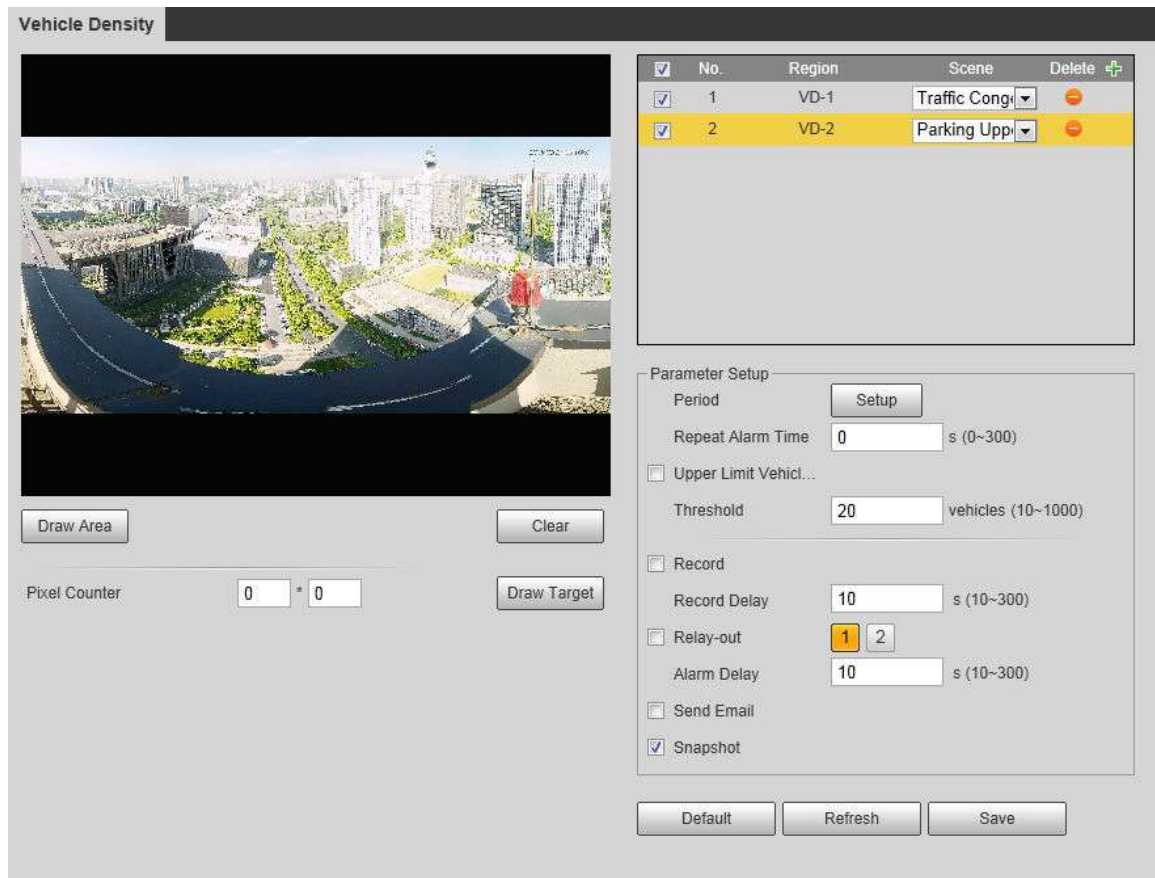 Vehicle Density
No. Region Scene Delete
1 VD-1 Traffic Cong
2 VD-2 Parking Upp
Draw Area Clear
Pixel Counter 0 * 0 Draw Target
Parameter Setup
Period Setup
Repeat Alarm Time 0 s (0~300)
Upper Limit Vehicl...
Threshold 20 vehicles (10~1000)
Record
Record Delay 10 s (10~300)
Relay-out 1 2
Alarm Delay 10 s (10~300)
Send Email
Snapshot
Default Refresh Save